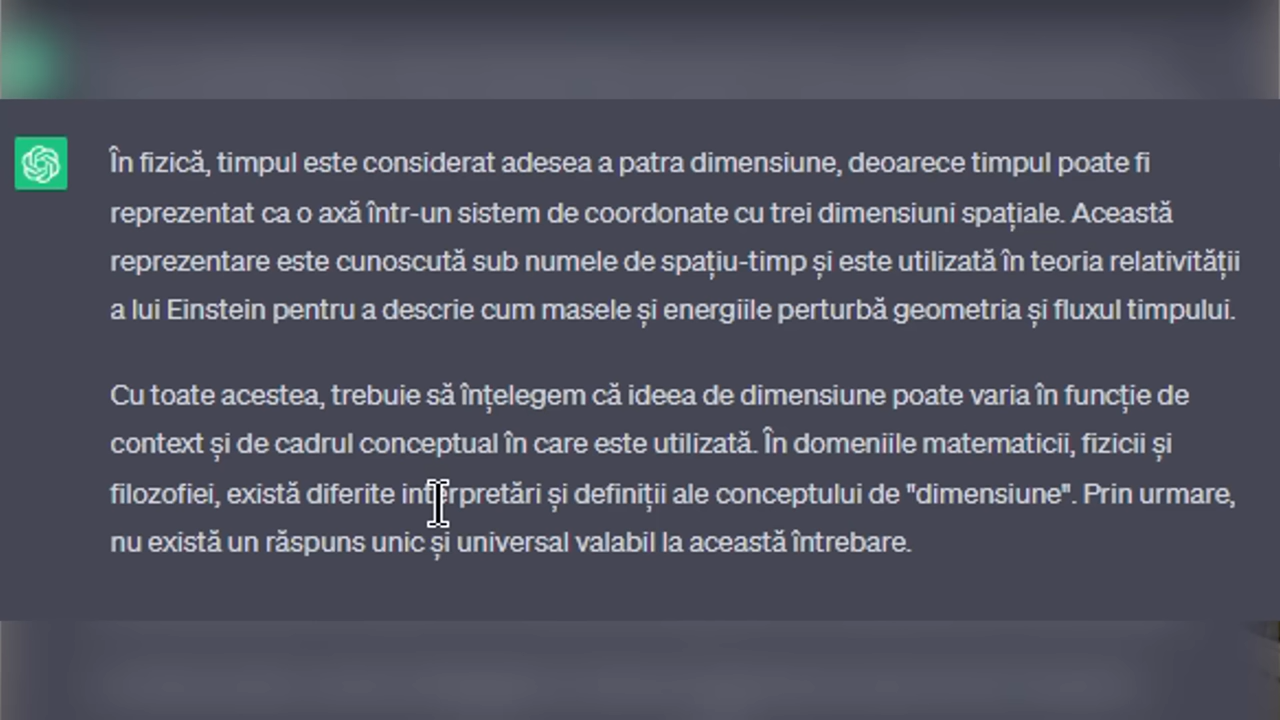 În fizică, timpul este considerat adesea a patra dimensiune, deoarece timpul poate fi
reprezentat ca o axă într-un sistem de coordonate cu trei dimensiuni spațiale. Această
reprezentare este cunoscută sub numele de spațiu-timp și este utilizată în teoria relativității
a lui Einstein pentru a descrie cum masele și energiile perturbă geometria și fluxul timpului.
Cu toate acestea, trebuie să înțelegem că ideea de dimensiune poate varia în funcție de
context și de cadrul conceptual în care este utilizată. În domeniile matematicii, fizicii și
filozofiei, există diferite interpretări și definiții ale conceptului de "dimensiune". Prin urmare,
nu există un răspuns unic și universal valabil la această întrebare.